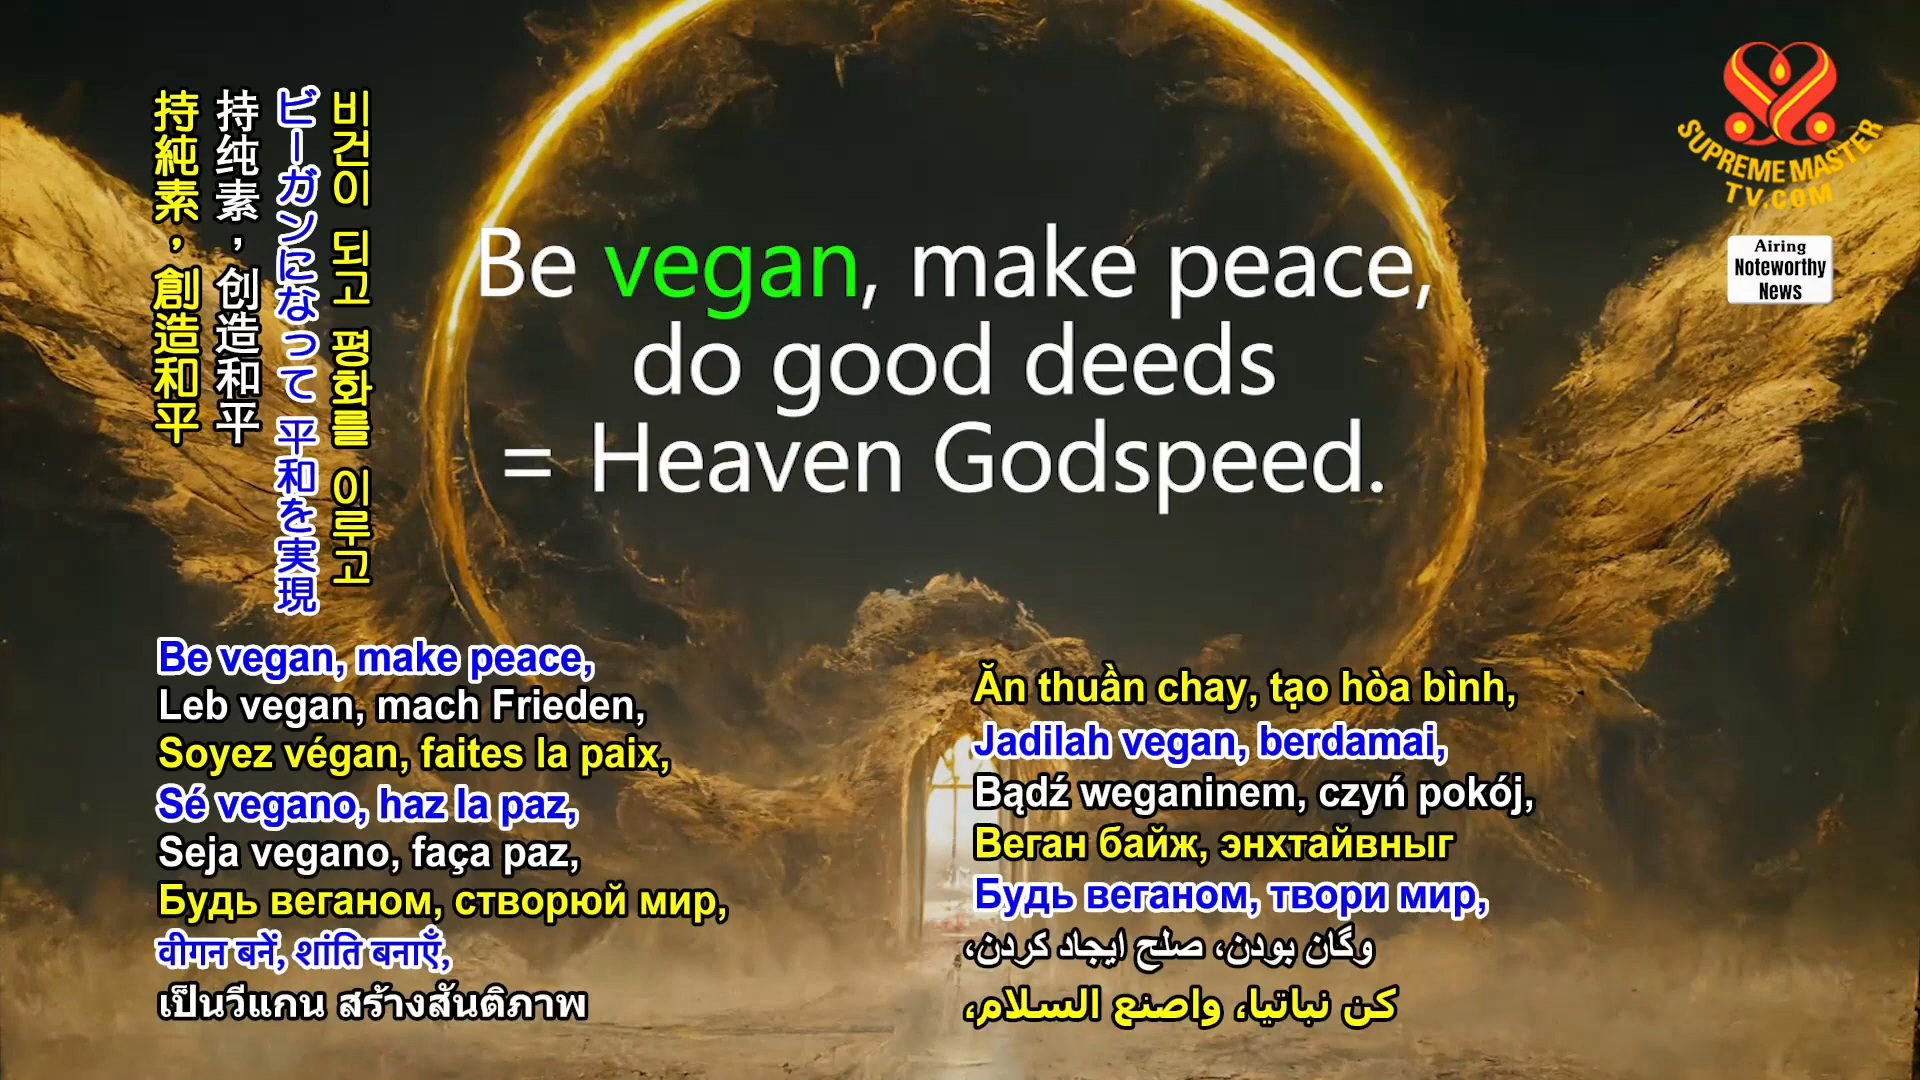 Be vegan, make peace,
do good deeds
= Heaven Godspeed.
SUPREME MASTER
TV.COM
Airing
Noteworthy
News
持純素，創造和平
持纯素，创造和平
ビーガンになって 平和を実現
비건이 되고 평화를 이루고
Be vegan, make peace,
Leb vegan, mach Frieden,
Soyez végan, faites la paix,
Sé vegano, haz la paz,
Seja vegano, faça paz,
Будь веганом, створюй мир,
वीगन बनें, शांति बनाएँ,
เป็นวีแกน สร้างสันติภาพ
Ăn thuần chay, tạo hòa bình,
Jadilah vegan, berdamai,
Bądź weganinem, czyń pokój,
Веган байж, энхтайвныг
Будь веганом, твори мир,
وگان بودن، صلح ایجاد کردن،
كن نباتيا، واصنع السلام،